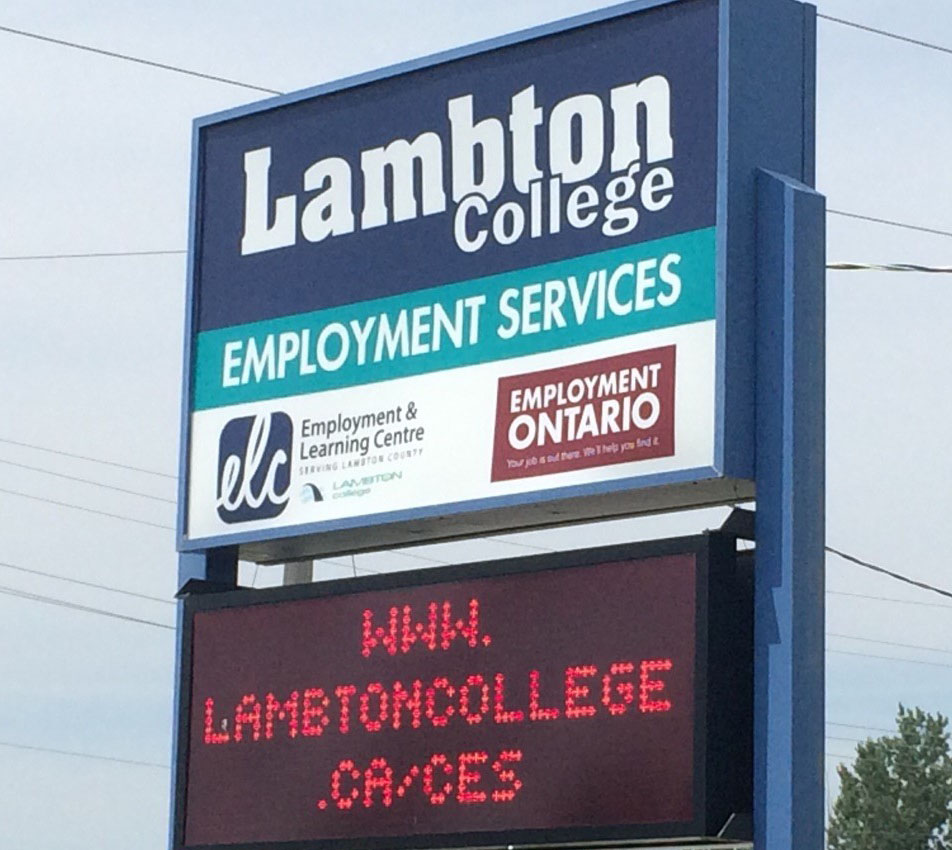 Lambton
College
EMPLOYMENT SERVICES
elc
Employment &
Learning Centre
SERVING LAMBTON COUNTY
LAMBTON
college
EMPLOYMENT
ONTARIO
Your job is out there. We'll help you find it.
WWW.
LAMBTONCOLLEGE
.CA/CES